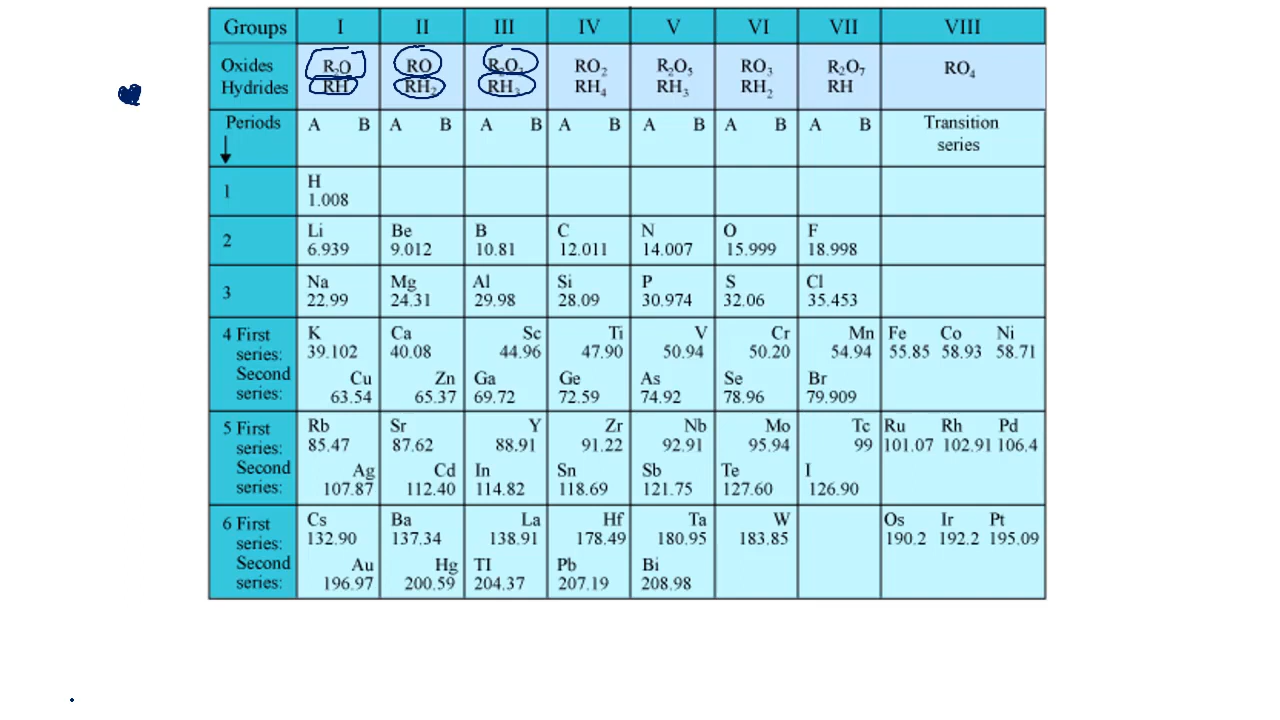 Groups I II III IV V VI VII VIII
Oxides R₂O RO R₂O₃ RO₂ R₂O₅ RO₃ R₂O₇ RO₄
Hydrides RH RH₂ RH₃ RH₄ RH₃ RH₂ RH
Periods A B A B A B A B A B A B A B Transition
↓ series
1 H
1.008
2 Li Be B C N O F
6.939 9.012 10.81 12.011 14.007 15.999 18.998
3 Na Mg Al Si P S Cl
22.99 24.31 29.98 28.09 30.974 32.06 35.453
4 First K Ca Sc Ti V Cr Mn Fe Co Ni
series: 39.102 40.08 44.96 47.90 50.94 50.20 54.94 55.85 58.93 58.71
Second Cu Zn Ga Ge As Se Br
series: 63.54 65.37 69.72 72.59 74.92 78.96 79.909
5 First Rb Sr Y Zr Nb Mo Tc Ru Rh Pd
series: 85.47 87.62 88.91 91.22 92.91 95.94 99 101.07 102.91 106.4
Second Ag Cd In Sn Sb Te I
series: 107.87 112.40 114.82 118.69 121.75 127.60 126.90
6 First Cs Ba La Hf Ta W Os Ir Pt
series: 132.90 137.34 138.91 178.49 180.95 183.85 190.2 192.2 195.09
Second Au Hg TI Pb Bi
series: 196.97 200.59 204.37 207.19 208.98